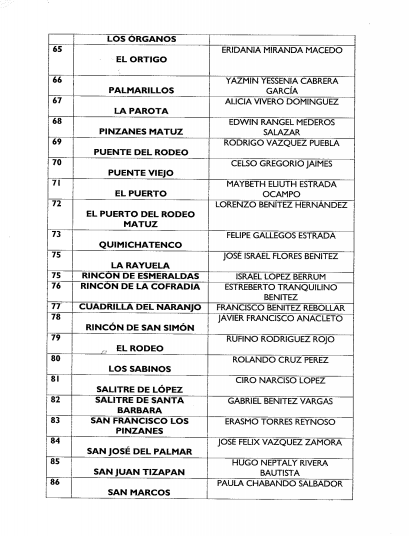 LOS ÓRGANOS
65 EL ORTIGO ERIDANIA MIRANDA MACEDO
66 PALMARILLOS YAZMIN YESSENIA CABRERA
GARCÍA
67 LA PAROTA ALICIA VIVERO DOMINGUEZ
68 PINZANES MATUZ EDWIN RANGEL MEDEROS
SALAZAR
69 PUENTE DEL RODEO RODRIGO VAZQUEZ PUEBLA
70 PUENTE VIEJO CELSO GREGORIO JAIMES
71 EL PUERTO MAYBETH ELIUTH ESTRADA
OCAMPO
72 EL PUERTO DEL RODEO LORENZO BENÍTEZ HERNÁNDEZ
MATUZ
73 QUIMICHATENCO FELIPE GALLEGOS ESTRADA
75 LA RAYUELA JOSÉ ISRAEL FLORES BENITEZ
75 RINCÓN DE ESMERALDAS ISRAEL LOPEZ BERRUM
76 RINCÓN DE LA COFRADIA ESTREBERTO TRANQUILINO
BENITEZ
77 CUADRILLA DEL NARANJO FRANCISCO BENITEZ REBOLLAR
78 RINCÓN DE SAN SIMÓN JAVIER FRANCISCO ANACLETO
79 EL RODEO RUFINO RODRIGUEZ ROJO
80 LOS SABINOS ROLANDO CRUZ PEREZ
81 SALITRE DE LÓPEZ CIRO NARCISO LOPEZ
82 SALITRE DE SANTA GABRIEL BENITEZ VARGAS
BARBARA
83 SAN FRANCISCO LOS ERASMO TORRES REYNOSO
PINZANES
84 SAN JOSÉ DEL PALMAR JOSE FELIX VAZQUEZ ZAMORA
85 SAN JUAN TIZAPAN HUGO NEPTALY RIVERA
BAUTISTA
86 SAN MARCOS PAULA CHABANDO SALBADOR